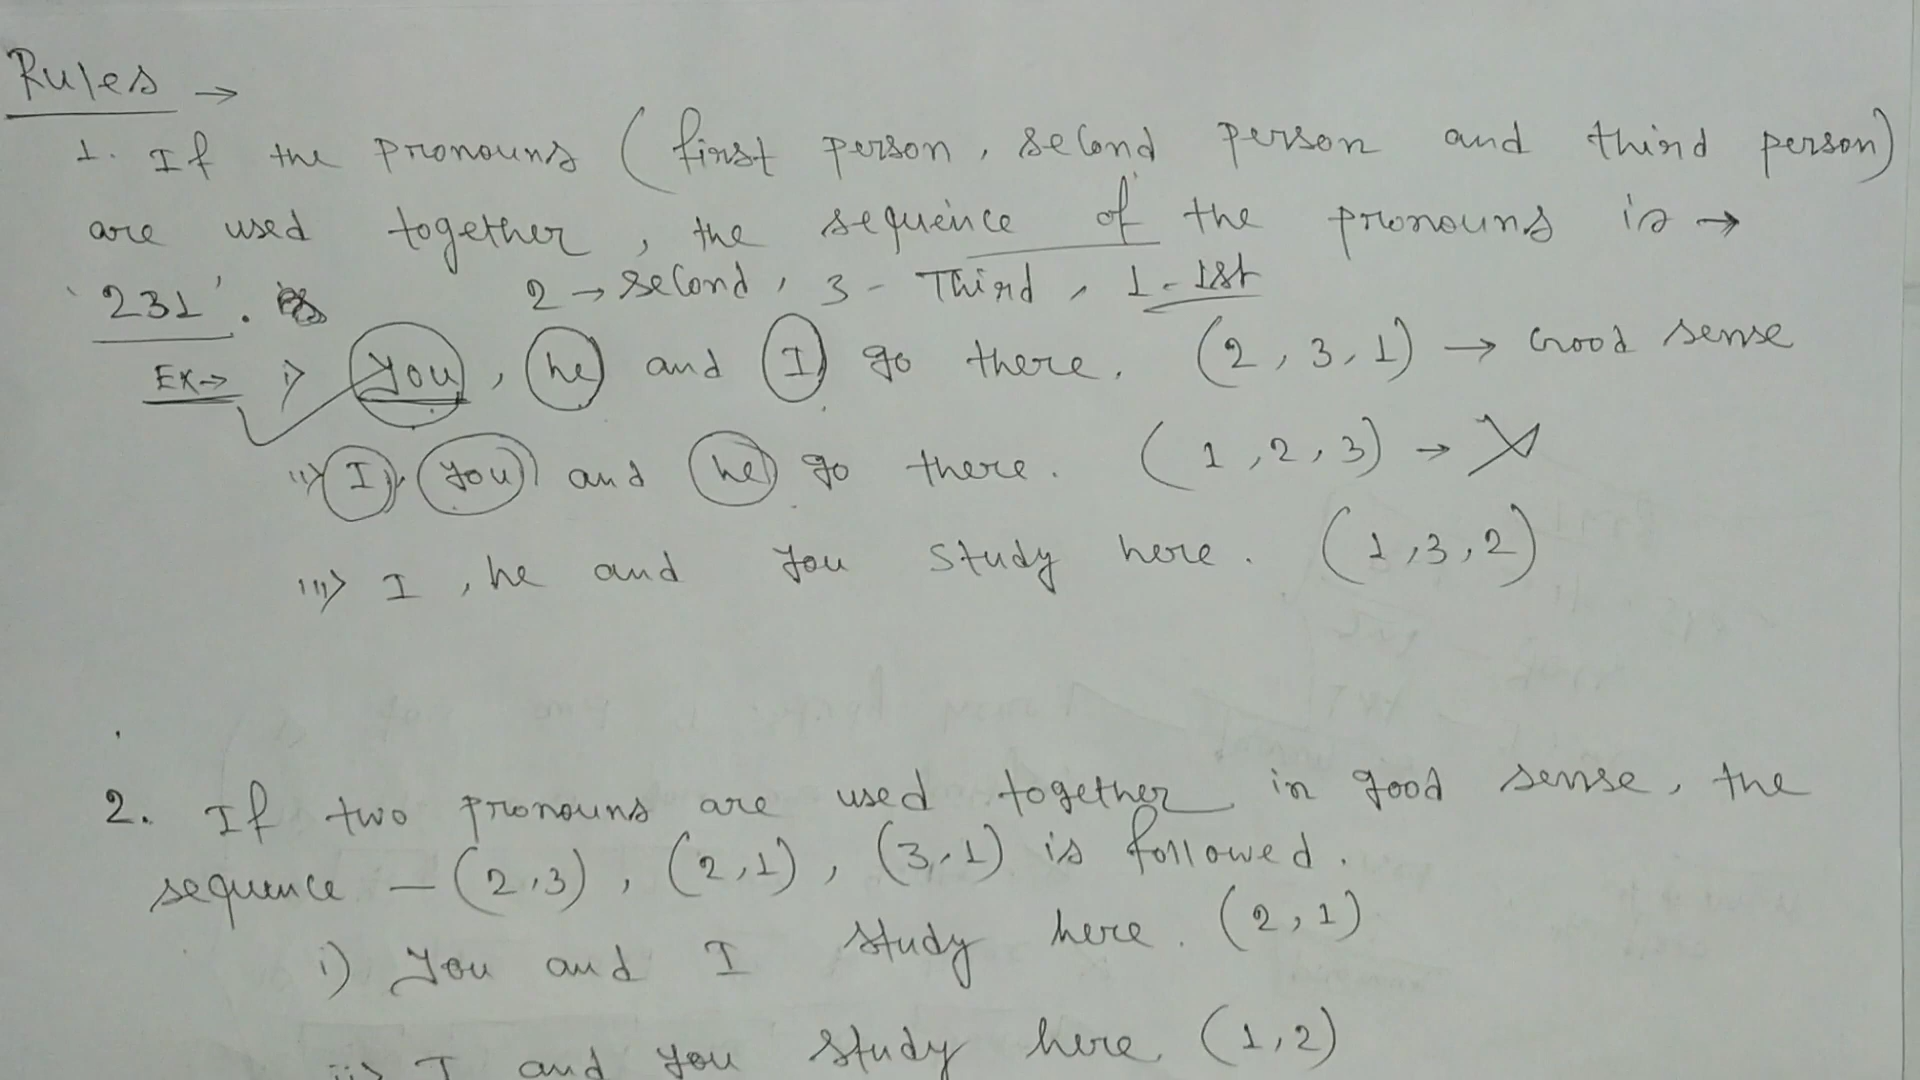 Rules →
1. If the pronouns (first person, second person and third person)
are used together, the sequence of the pronouns is →
'231'. 2 → second, 3 - Third, 1 - 1st
Ex→ i> You, he and I go there. (2, 3, 1) → Good sense
ii> I, you and he go there. (1, 2, 3) → X
iii> I, he and you study here. (1, 3, 2)
2. If two pronouns are used together in good sense, the
sequence — (2,3), (2,1), (3,1) is followed.
i) You and I study here. (2, 1)
ii> I and you study here, (1,2)